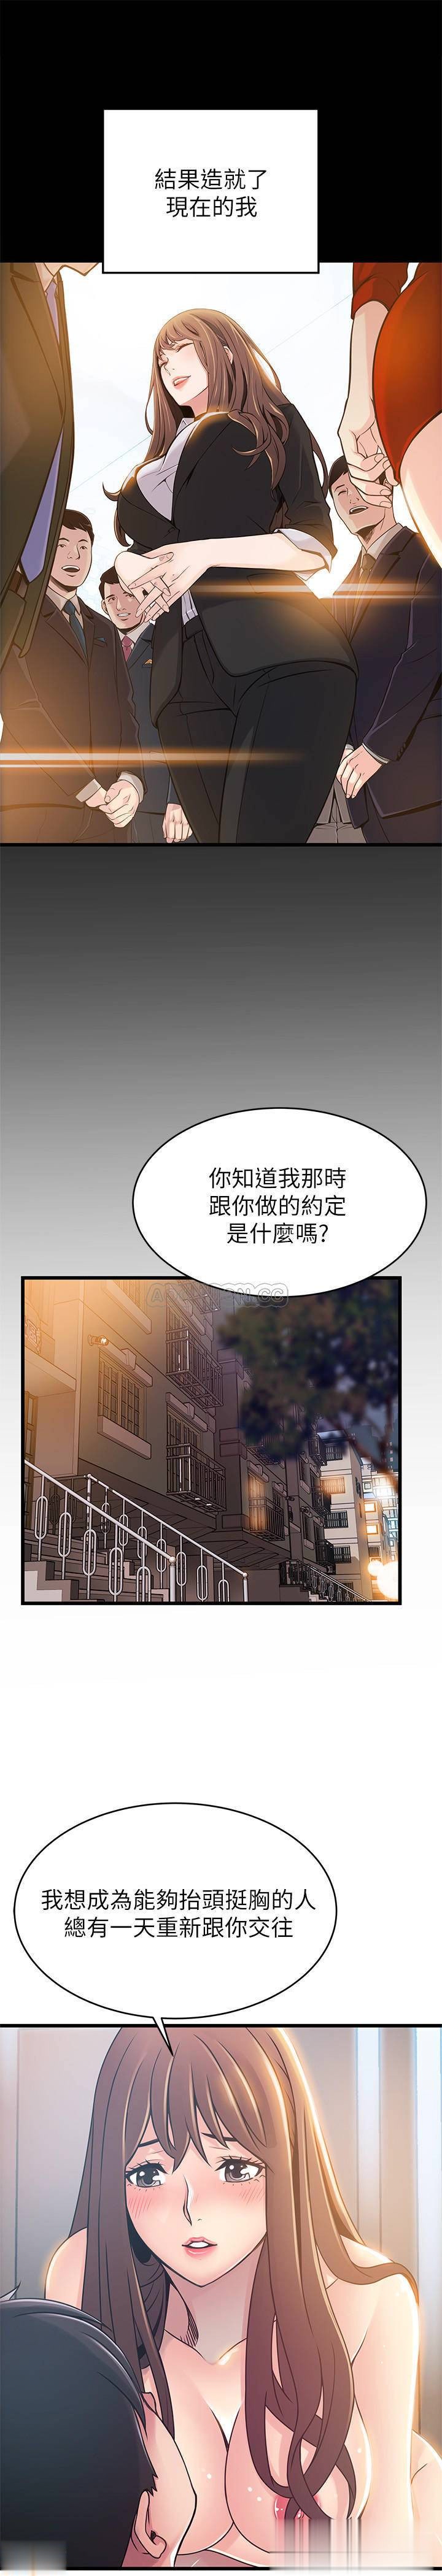 結果造就了
現在的我
你知道我那時
跟你做的約定
是什麼嗎?
我想成為能夠抬頭挺胸的人
總有一天重新跟你交往